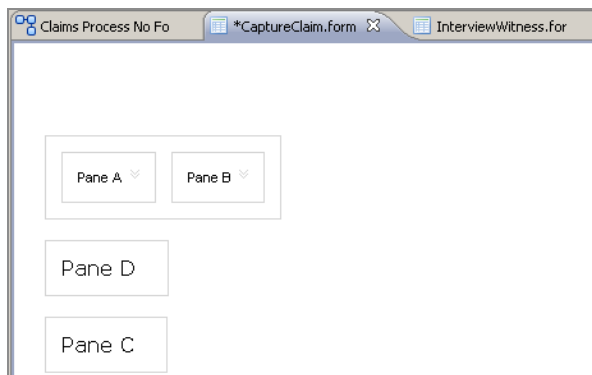 Claims Process No Fo *CaptureClaim.form InterviewWitness.for
Pane A Pane B
Pane D
Pane C